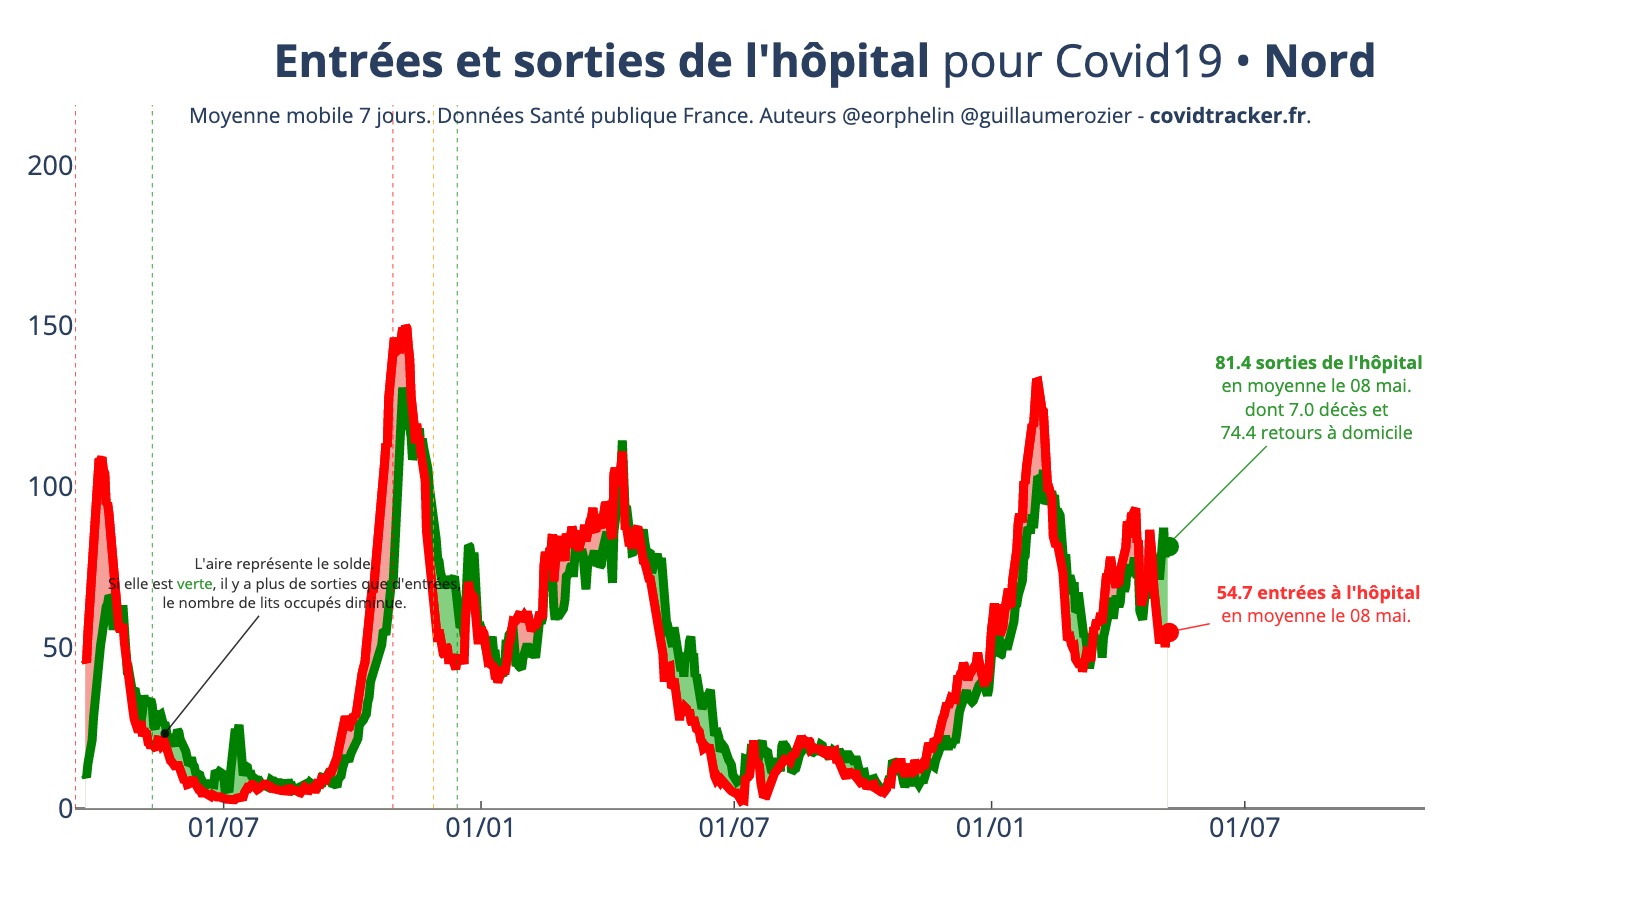 Entrées et sorties de l'hôpital pour Covid19 • Nord
Moyenne mobile 7 jours. Données Santé publique France. Auteurs @eorphelin @guillaumerozier - covidtracker.fr.
200
150
81.4 sorties de l'hôpital
en moyenne le 08 mai.
dont 7.0 décès et
74.4 retours à domicile
100
L'aire représente le solde.
Si elle est verte, il y a plus de sorties que d'entrées,
le nombre de lits occupés diminue.
54.7 entrées à l'hôpital
en moyenne le 08 mai.
50
0
01/07 01/01 01/07 01/01 01/07